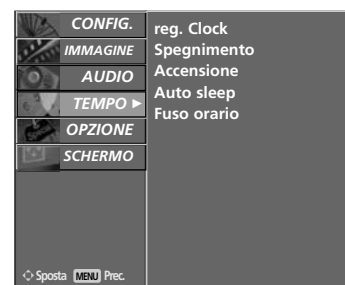 CONFIG.
IMMAGINE
AUDIO
TEMPO ►
OPZIONE
SCHERMO
reg. Clock
Spegnimento
Accensione
Auto sleep
Fuso orario
Sposta MENU Prec.